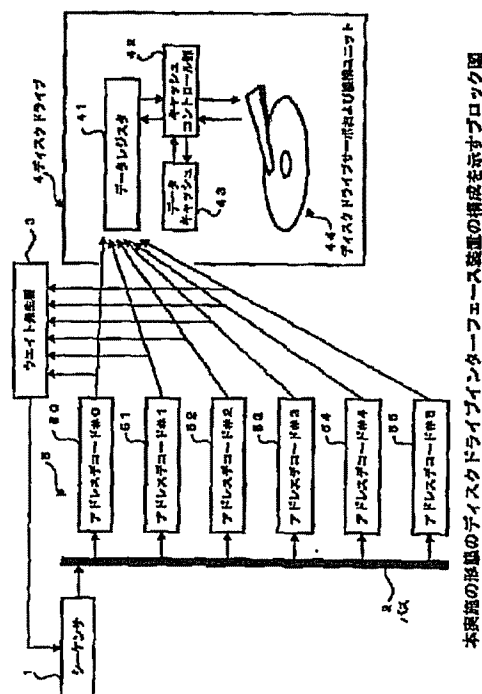 1
シーケンサ
2
バス
3
ウエイト発生器
5
50
アドレスデコード#0
51
アドレスデコード#1
52
アドレスデコード#2
53
アドレスデコード#3
54
アドレスデコード#4
55
アドレスデコード#5
4 ディスクドライブ
41
データレジスタ
42
キャッシュ
コントロール部
データ
キャッシュ
43
44
ディスクドライブサーボおよび機構ユニット
本実施の形態のディスクドライブインターフェース装置の構成を示すブロック図